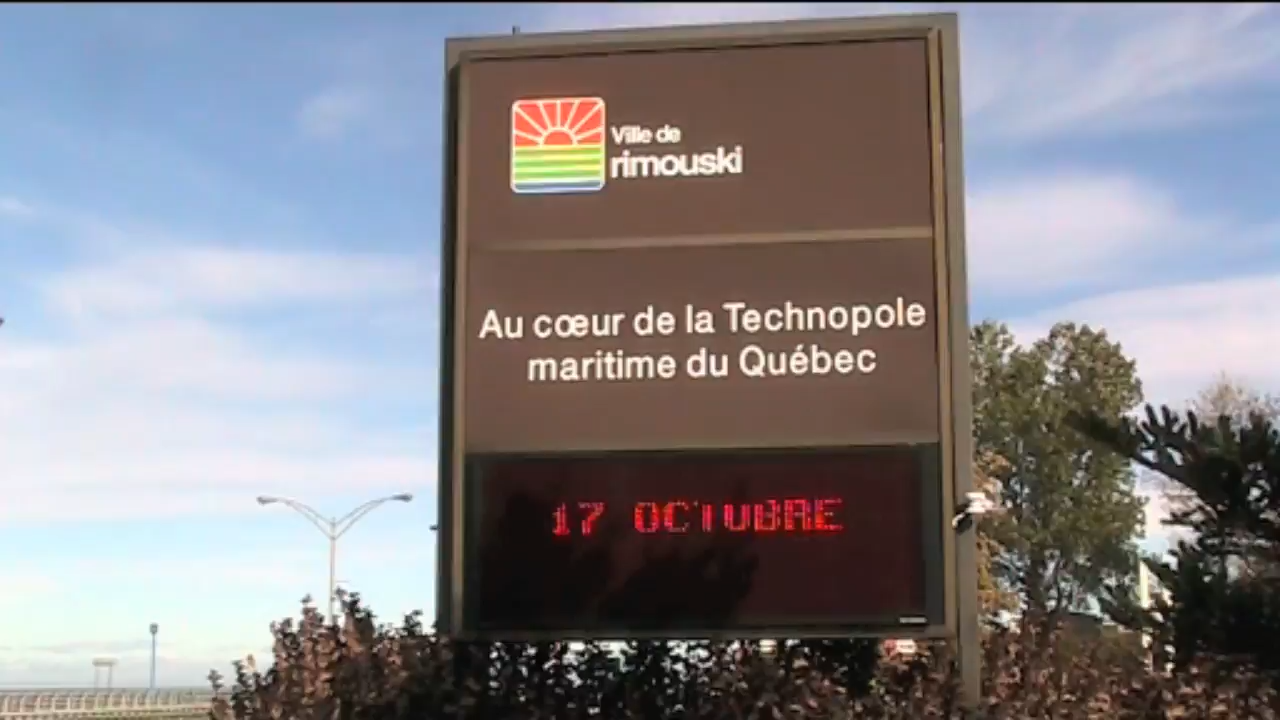 Ville de
rimouski
Au cœur de la Technopole
maritime du Québec
17 OCTOBRE